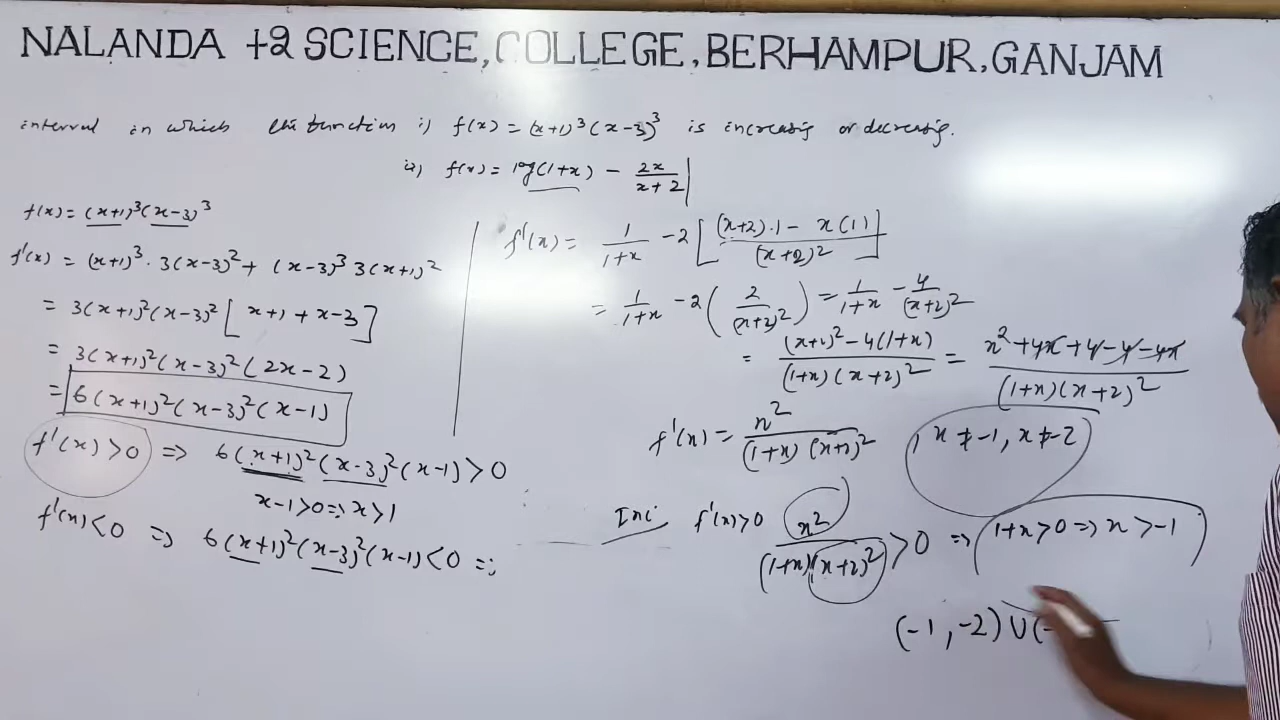 NALANDA +2 SCIENCE, COLLEGE, BERHAMPUR, GANJAM
interval in which the function i) f(x) = (x+1)³(x-3)³ is increasing or decreasing.
ii) f(x) = log(1+x) - 2x/(x+2)
f(x) = (x+1)³(x-3)³
f'(x) = (x+1)³ · 3(x-3)² + (x-3)³ 3(x+1)²
= 3(x+1)²(x-3)² [x+1 + x-3]
= 3(x+1)²(x-3)² (2x-2)
= 6(x+1)²(x-3)²(x-1)
f'(x) > 0 => 6(x+1)²(x-3)²(x-1) > 0
x-1 > 0 => x > 1
f'(x) < 0 => 6(x+1)²(x-3)²(x-1) < 0 =>
f'(x) = 1/(1+x) - 2 [((x+2)·1 - x(1))/(x+2)²]
= 1/(1+x) - 2 (2/(x+2)²) = 1/(1+x) - 4/(x+2)²
= ((x+2)² - 4(1+x))/((1+x)(x+2)²) = (x²+4x+4-4-4x)/((1+x)(x+2)²)
f'(x) = x²/((1+x)(x+2)²) , x ≠ -1, x ≠ -2
Inc; f'(x) > 0 x²/((1+x)(x+2)²) > 0 => 1+x > 0 => x > -1
(-1, -2) ∪ (-